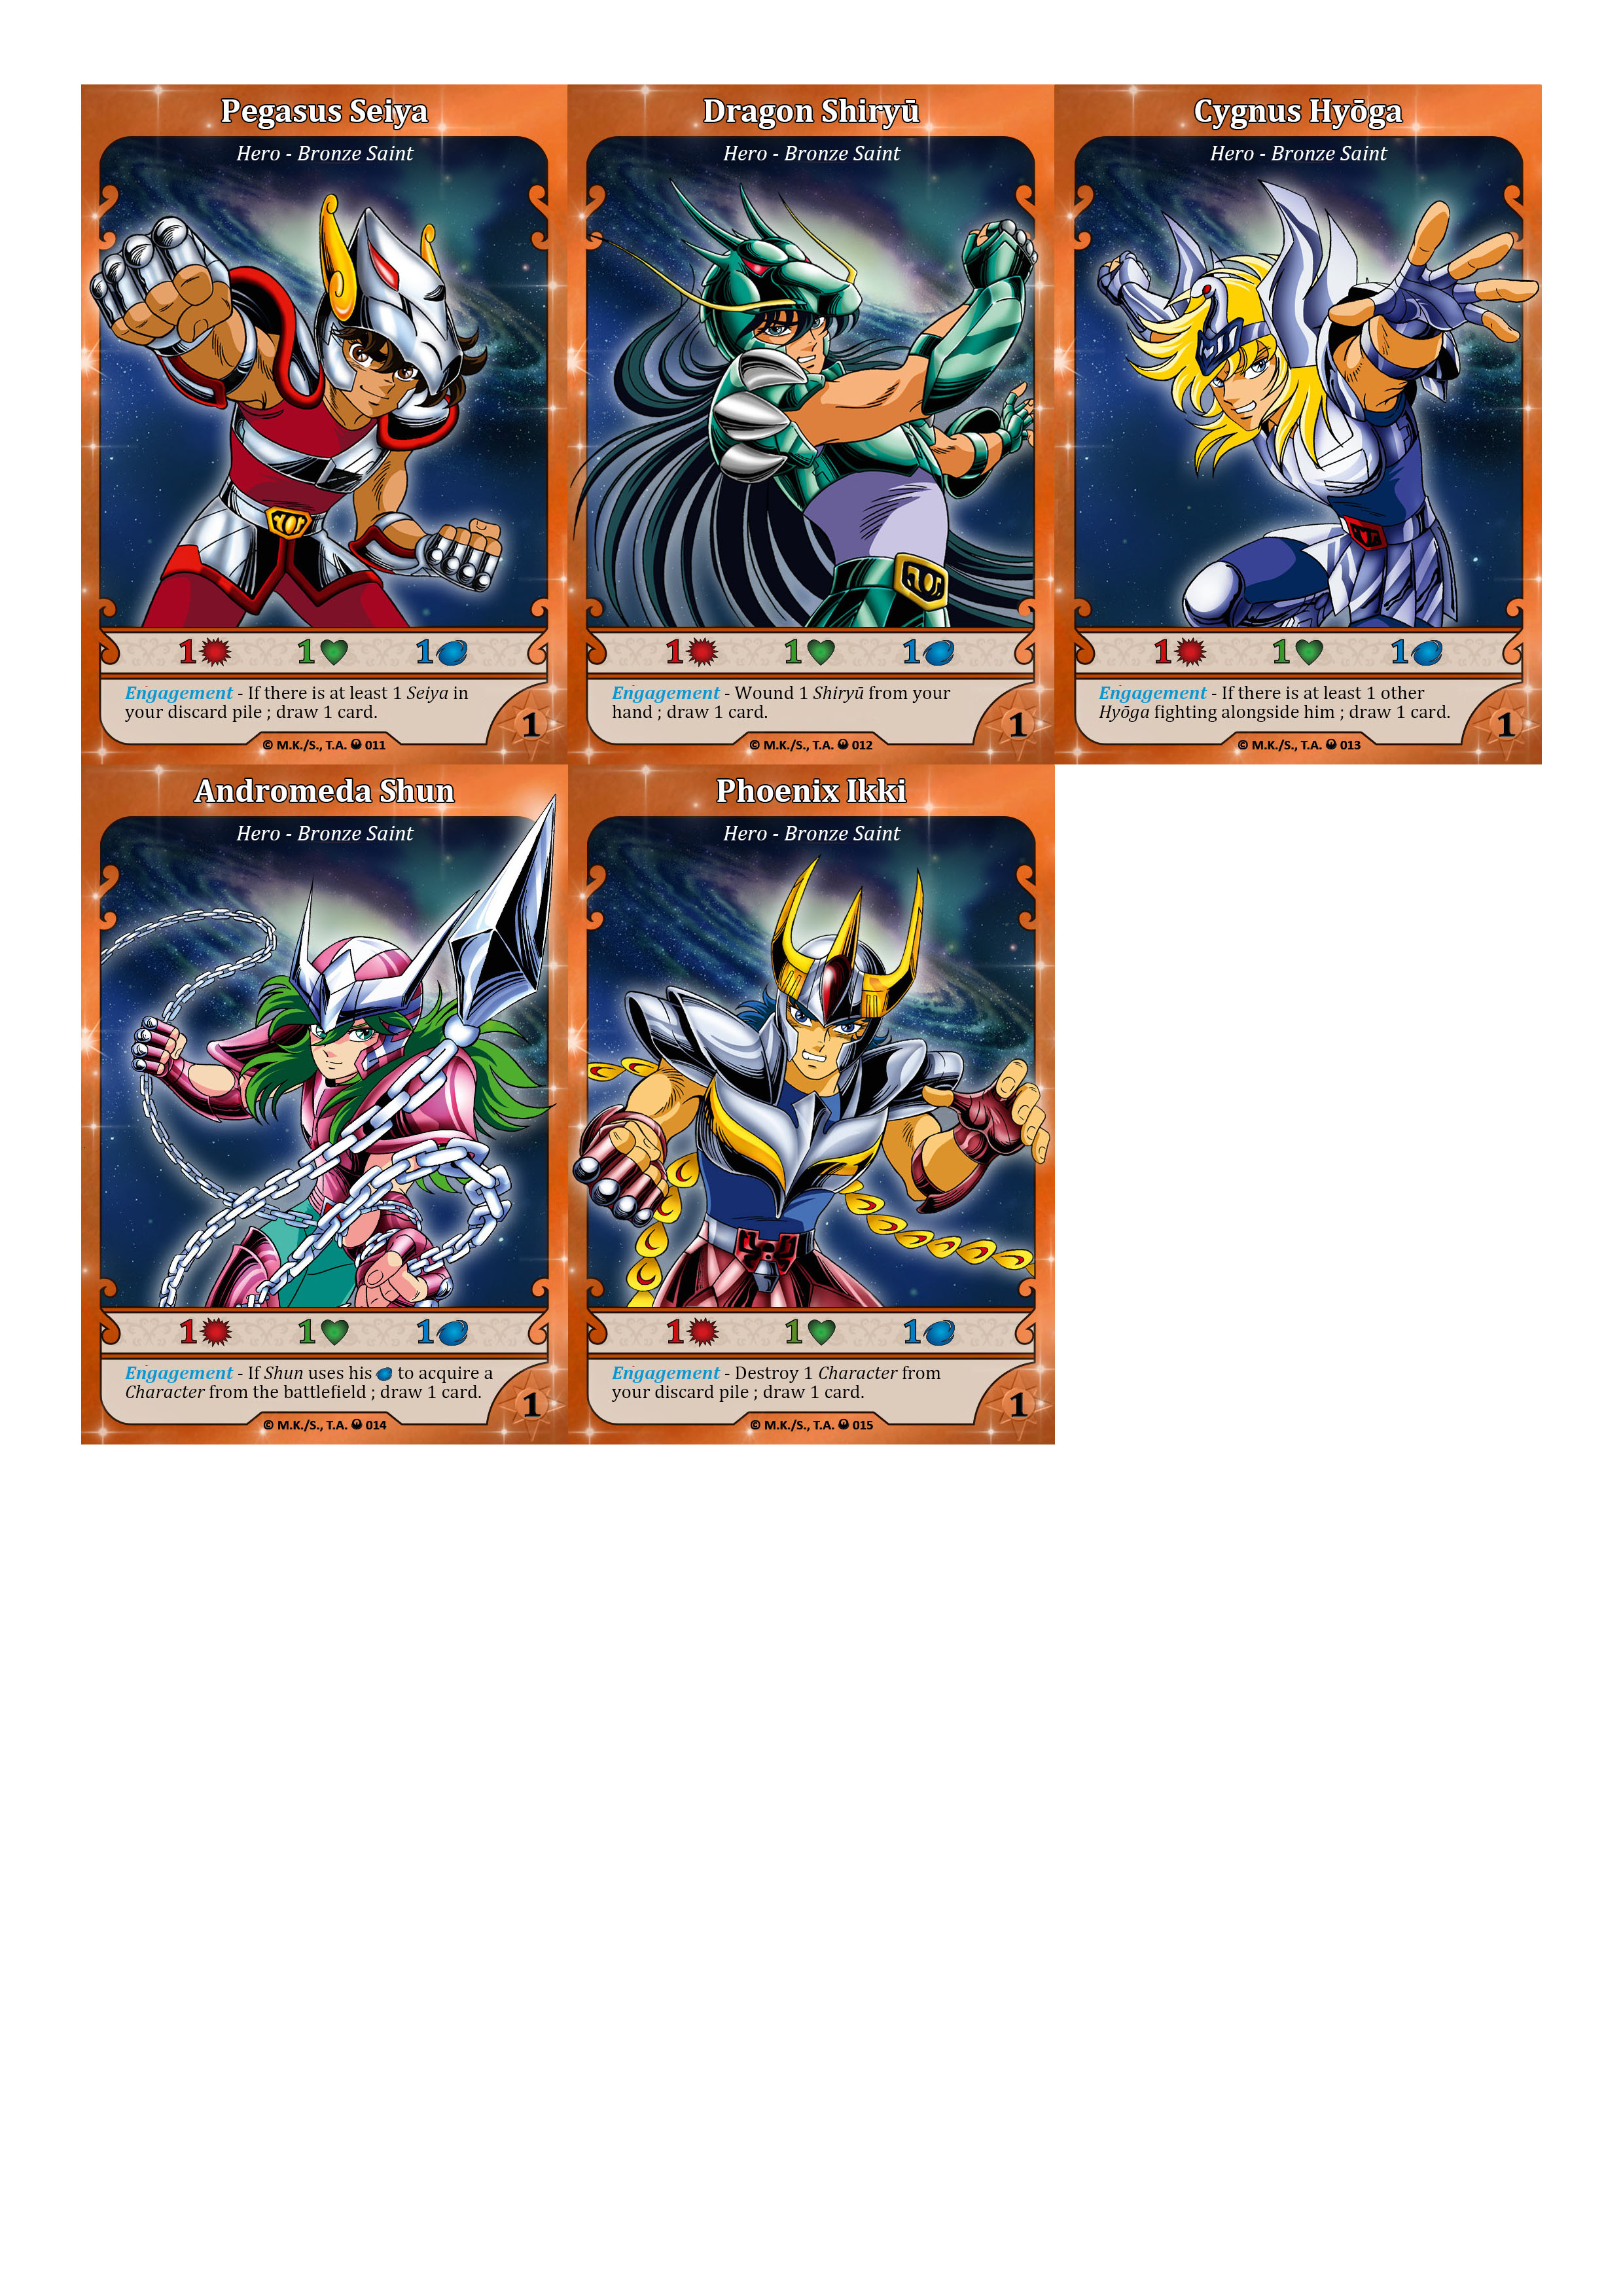 Pegasus Seiya
Hero - Bronze Saint
1 1 1
Engagement - If there is at least 1 Seiya in
your discard pile ; draw 1 card.
1
© M.K./S., T.A. 011
Dragon Shiryū
Hero - Bronze Saint
1 1 1
Engagement - Wound 1 Shiryū from your
hand ; draw 1 card.
1
© M.K./S., T.A. 012
Cygnus Hyōga
Hero - Bronze Saint
1 1 1
Engagement - If there is at least 1 other
Hyōga fighting alongside him ; draw 1 card.
1
© M.K./S., T.A. 013
Andromeda Shun
Hero - Bronze Saint
1 1 1
Engagement - If Shun uses his to acquire a
Character from the battlefield ; draw 1 card.
1
© M.K./S., T.A. 014
Phoenix Ikki
Hero - Bronze Saint
1 1 1
Engagement - Destroy 1 Character from
your discard pile ; draw 1 card.
1
© M.K./S., T.A. 015